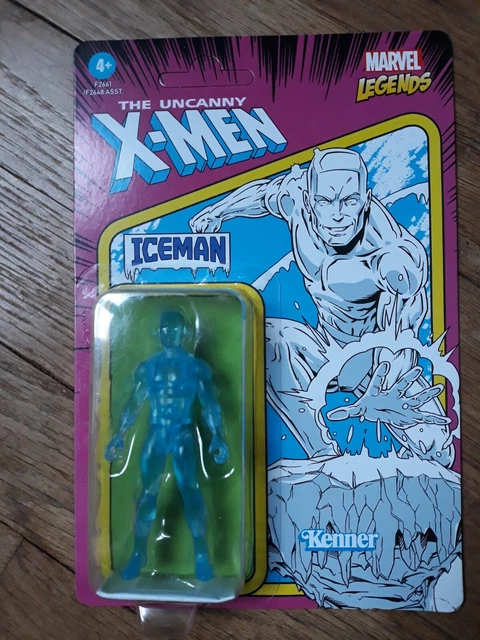 4+
F2661
/F2648 ASST.
MARVEL
LEGENDS
THE UNCANNY
X-MEN
ICEMAN
Kenner